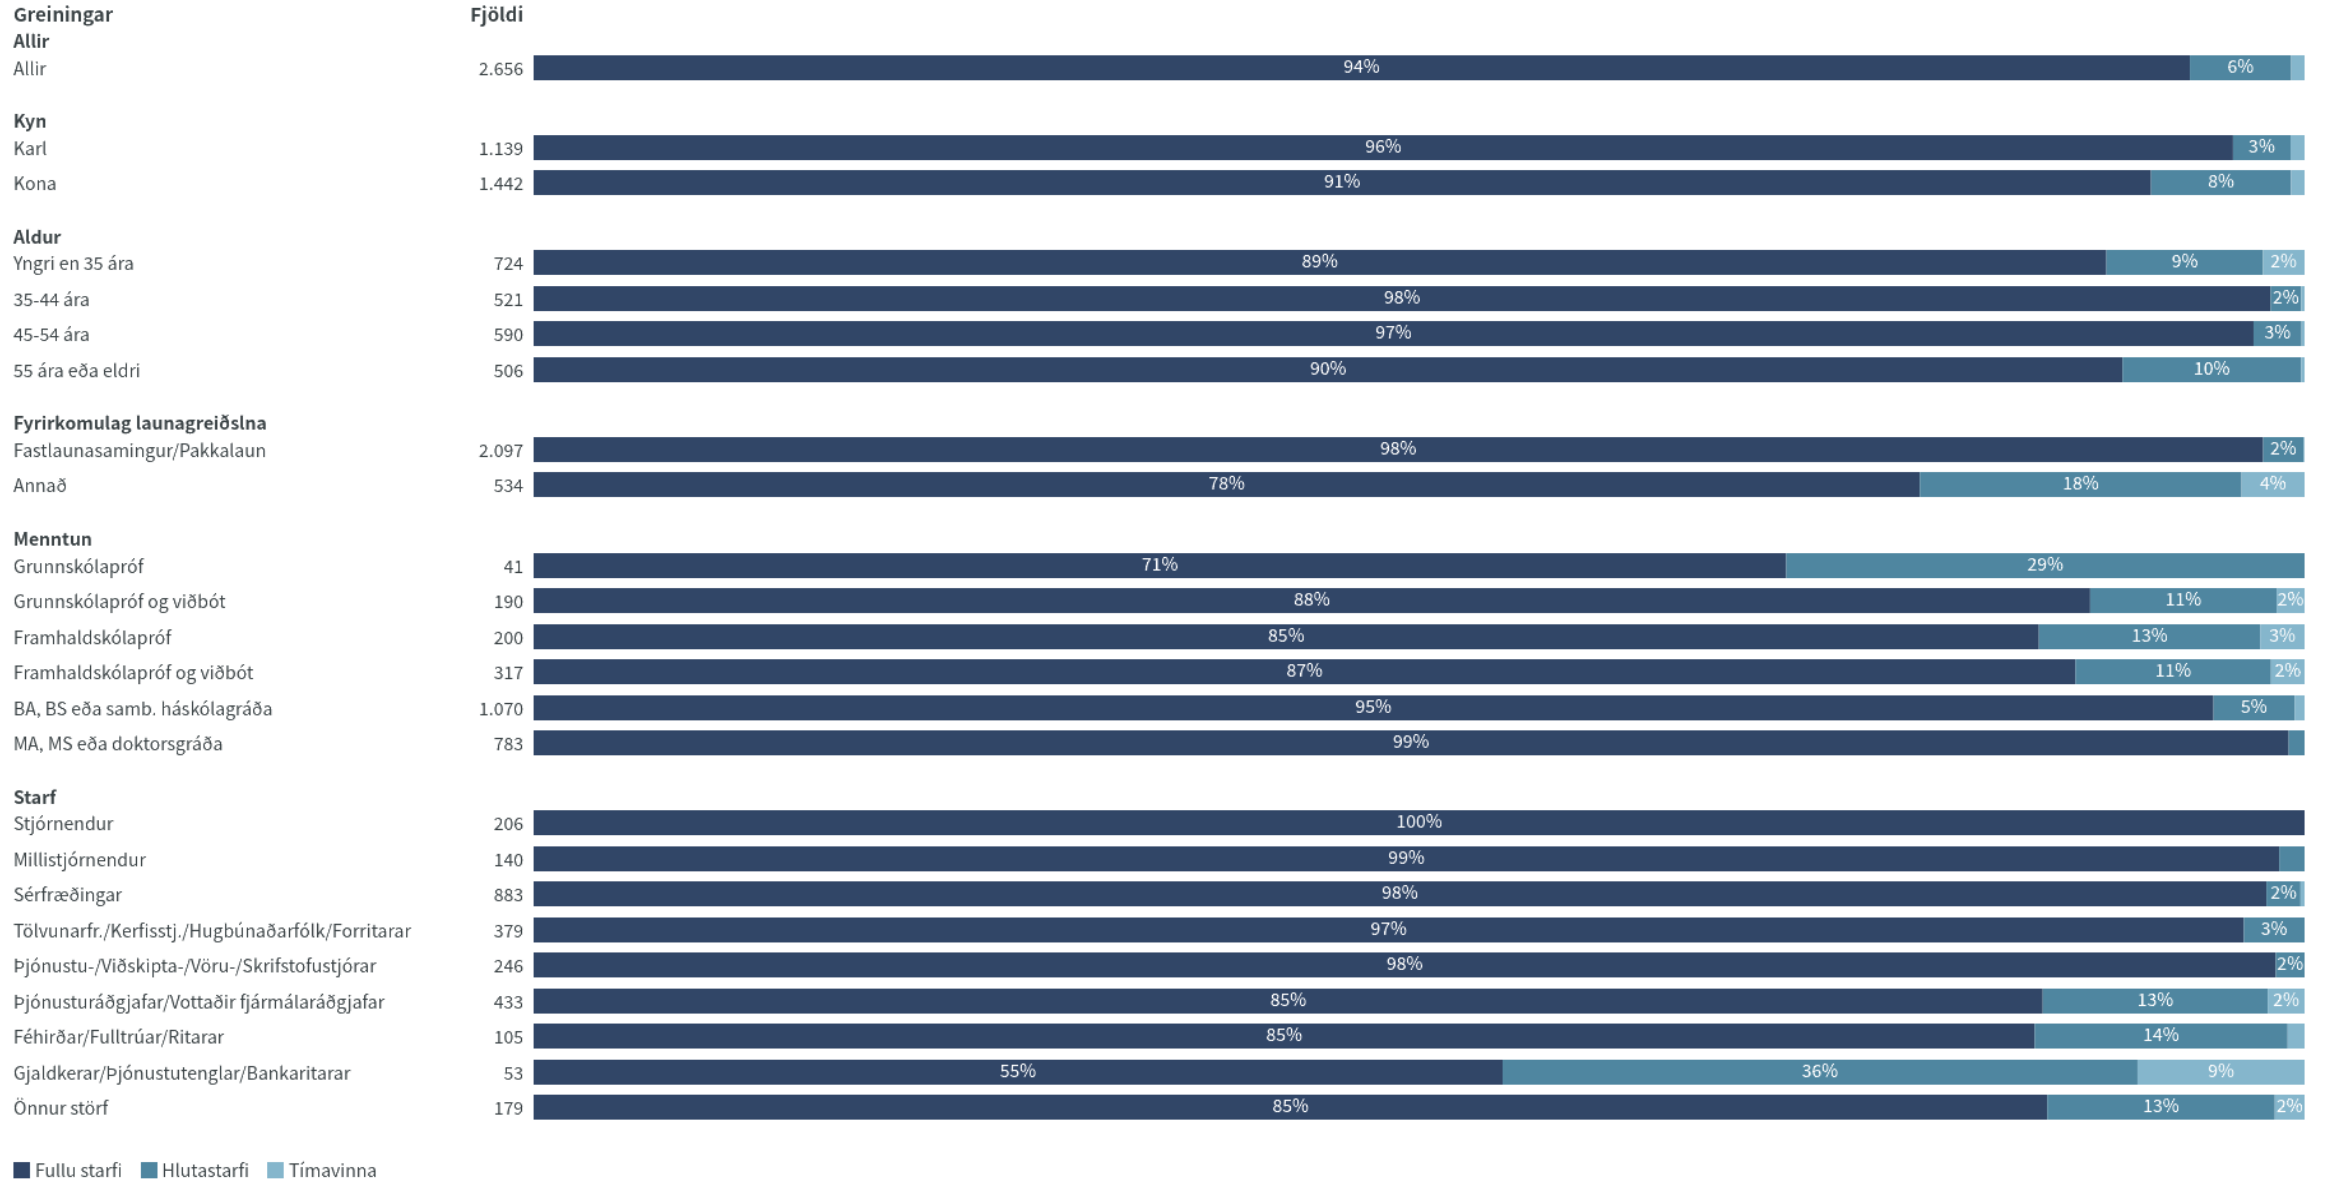 Greiningar Fjöldi
Allir
Allir 2.656 94% 6%
Kyn
Karl 1.139 96% 3%
Kona 1.442 91% 8%
Aldur
Yngri en 35 ára 724 89% 9% 2%
35-44 ára 521 98% 2%
45-54 ára 590 97% 3%
55 ára eða eldri 506 90% 10%
Fyrirkomulag launagreiðslna
Fastlaunasamingur/Pakkalaun 2.097 98% 2%
Annað 534 78% 18% 4%
Menntun
Grunnskólapróf 41 71% 29%
Grunnskólapróf og viðbót 190 88% 11% 2%
Framhaldskólapróf 200 85% 13% 3%
Framhaldskólapróf og viðbót 317 87% 11% 2%
BA, BS eða samb. háskólagráða 1.070 95% 5%
MA, MS eða doktorsgráða 783 99%
Starf
Stjórnendur 206 100%
Millistjórnendur 140 99%
Sérfræðingar 883 98% 2%
Tölvunarfr./Kerfisstj./Hugbúnaðarfólk/Forritarar 379 97% 3%
Þjónustu-/Viðskipta-/Vöru-/Skrifstofustjórar 246 98% 2%
Þjónusturáðgjafar/Vottaðir fjármálaráðgjafar 433 85% 13% 2%
Féhirðar/Fulltrúar/Ritarar 105 85% 14%
Gjaldkerar/Þjónustutenglar/Bankaritarar 53 55% 36% 9%
Önnur störf 179 85% 13% 2%
Fullu starfi Hlutastarfi Tímavinna